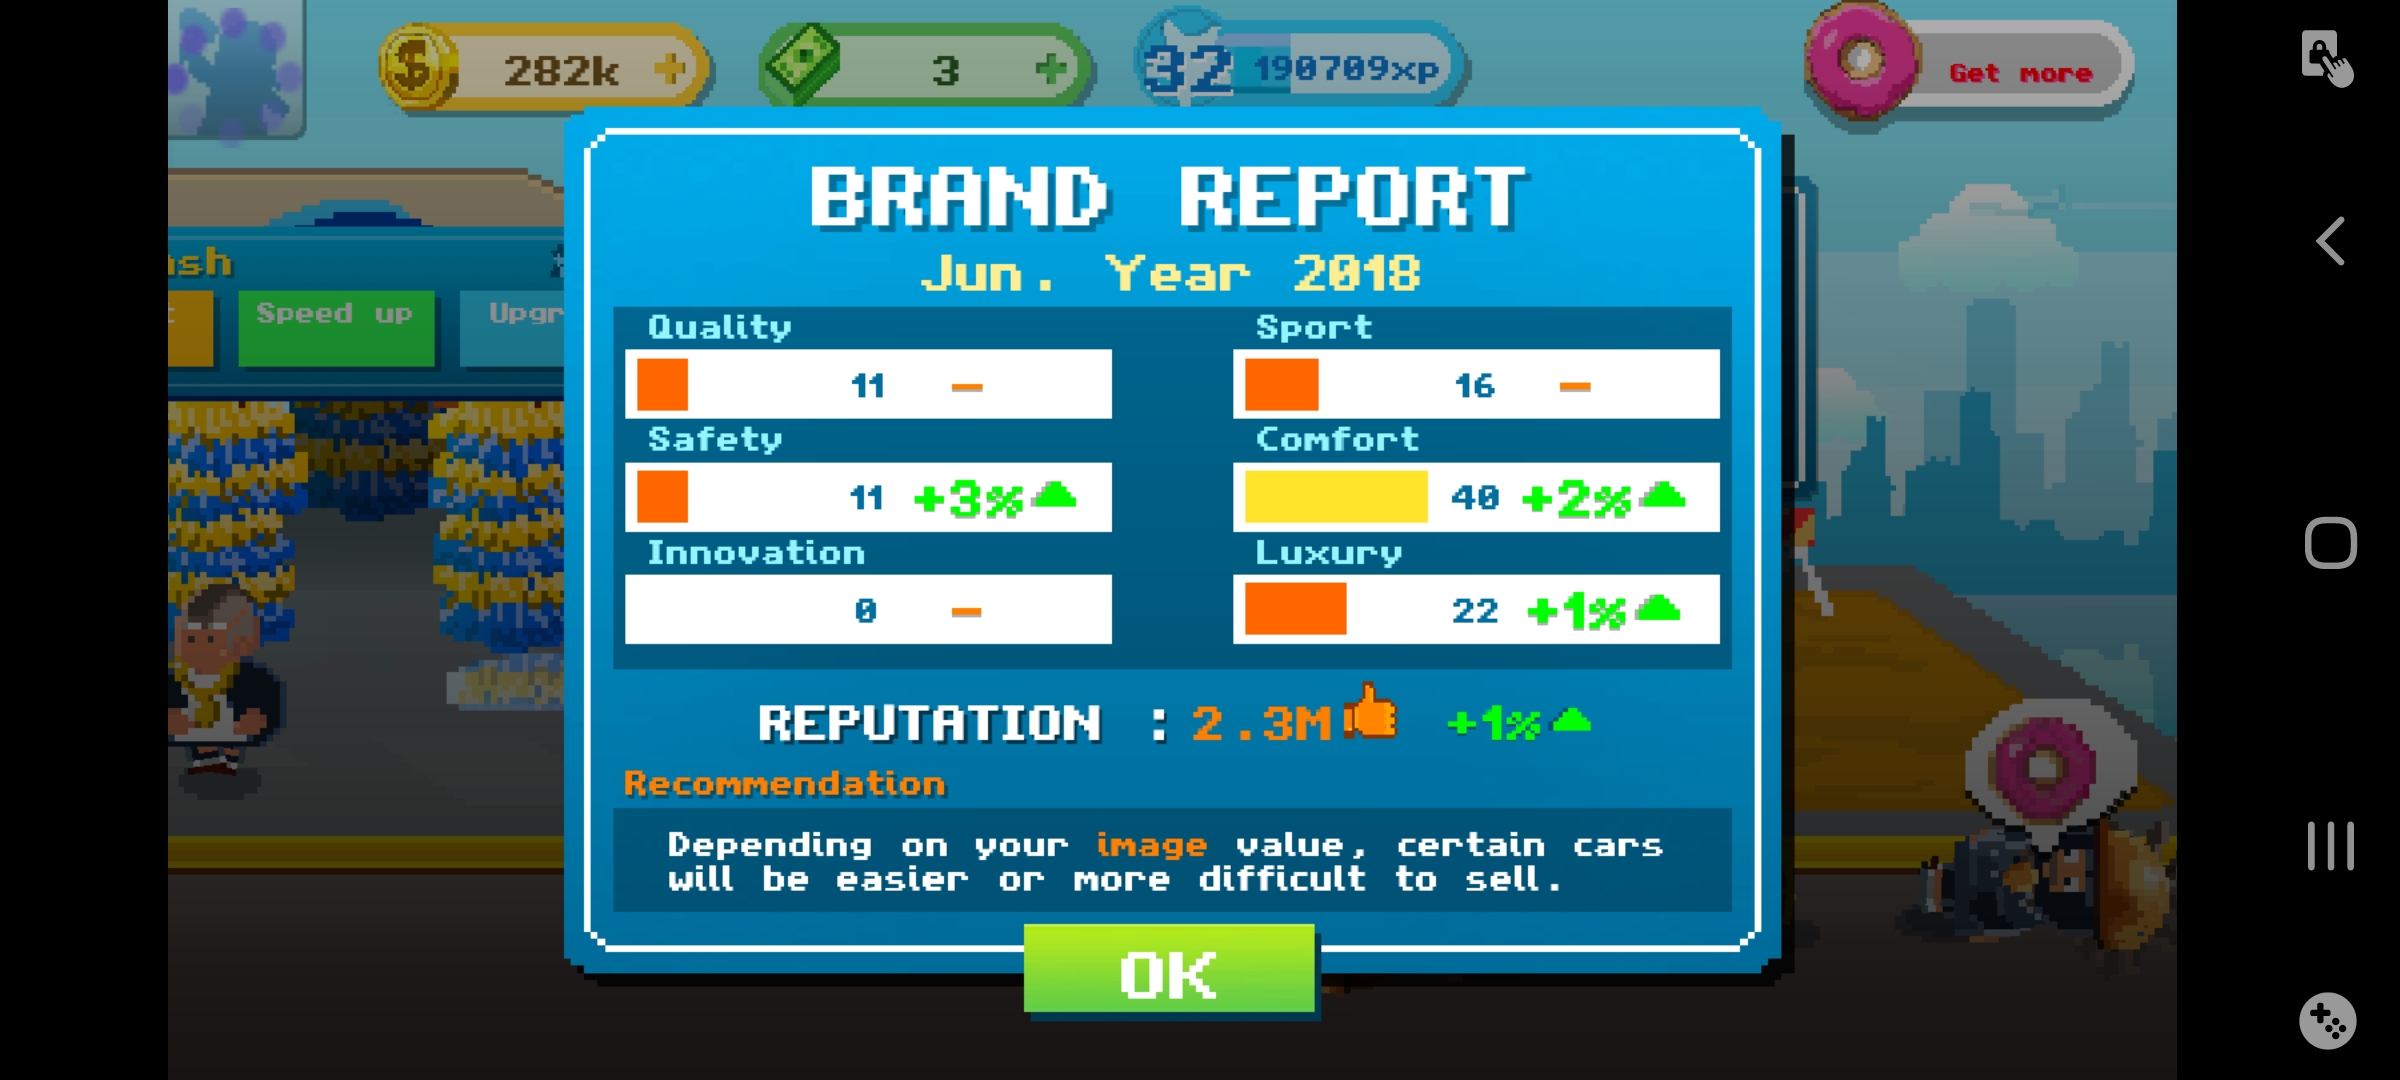 282k +
3 +
32 190709xp
Get more
BRAND REPORT
Jun. Year 2018
Speed up
Quality
Sport
11 –
16 –
Safety
Comfort
11 +3%
40 +2%
Innovation
Luxury
0 –
22 +1%
REPUTATION : 2.3M +1%
Recommendation
Depending on your image value, certain cars
will be easier or more difficult to sell.
OK